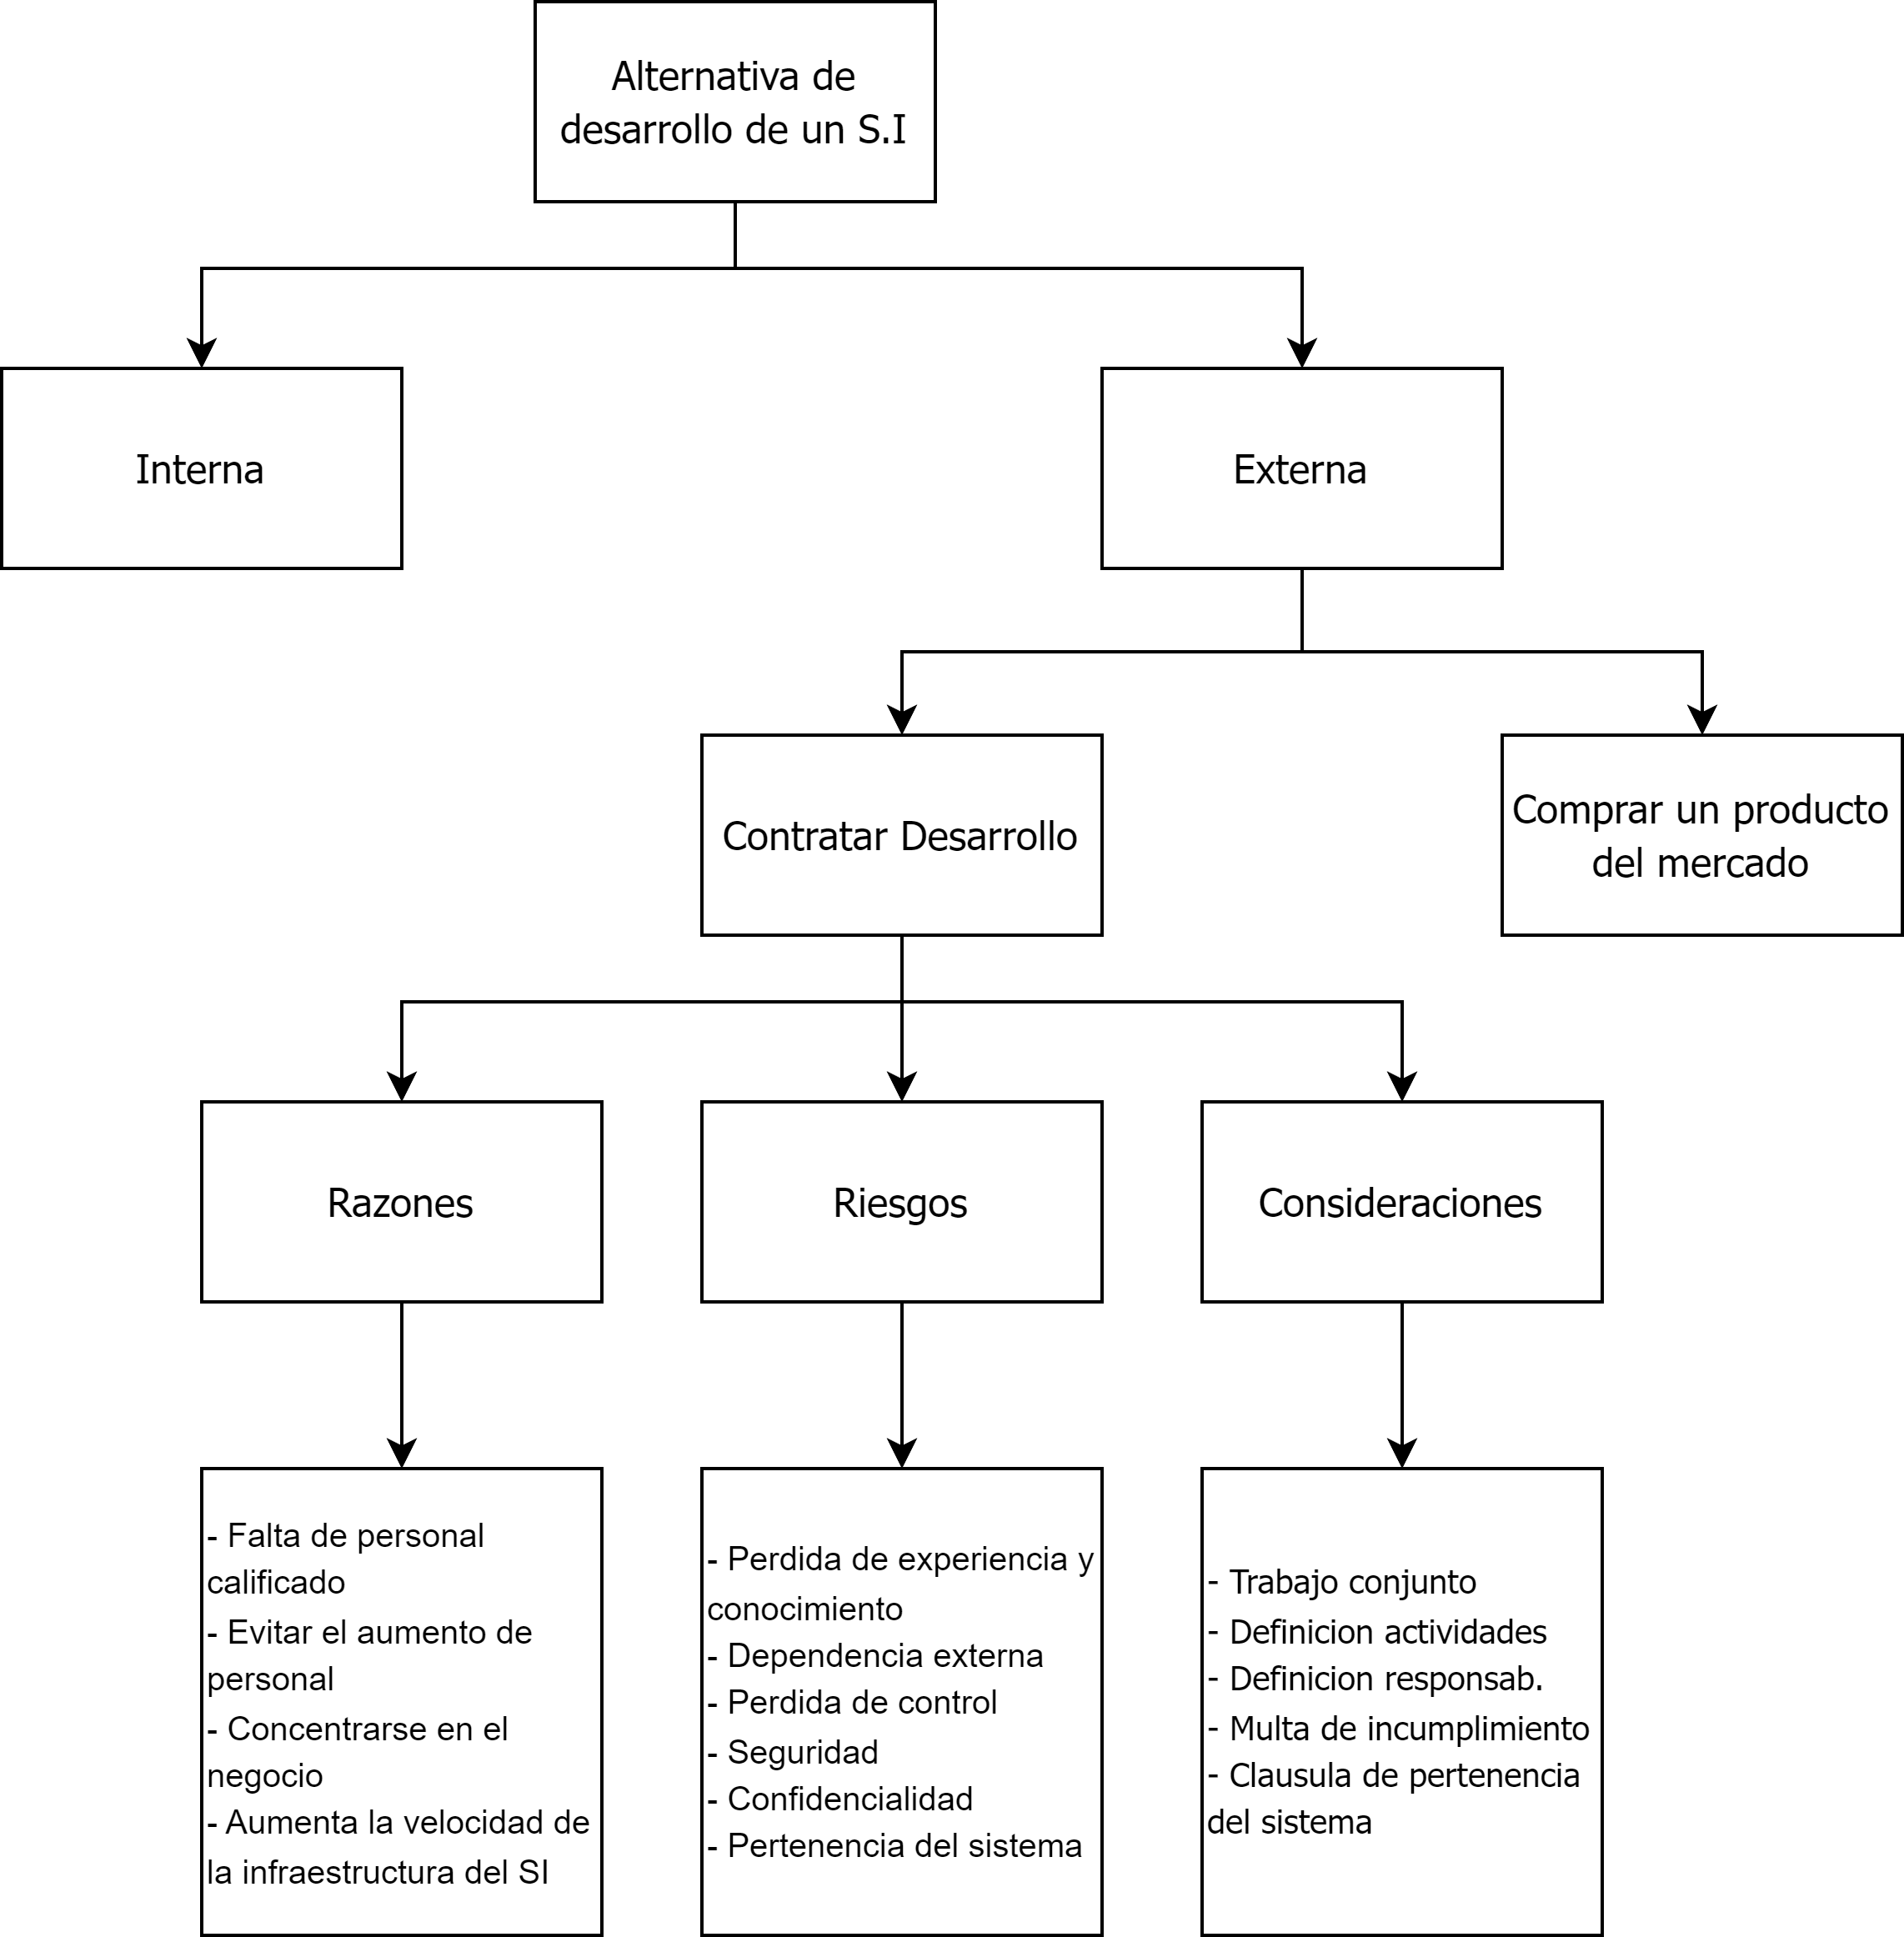 Alternativa de
desarrollo de un S.I
Interna
Externa
Contratar Desarrollo
Comprar un producto
del mercado
Razones
Riesgos
Consideraciones
- Falta de personal
calificado
- Evitar el aumento de
personal
- Concentrarse en el
negocio
- Aumenta la velocidad de
la infraestructura del SI
- Perdida de experiencia y
conocimiento
- Dependencia externa
- Perdida de control
- Seguridad
- Confidencialidad
- Pertenencia del sistema
- Trabajo conjunto
- Definicion actividades
- Definicion responsab.
- Multa de incumplimiento
- Clausula de pertenencia
del sistema